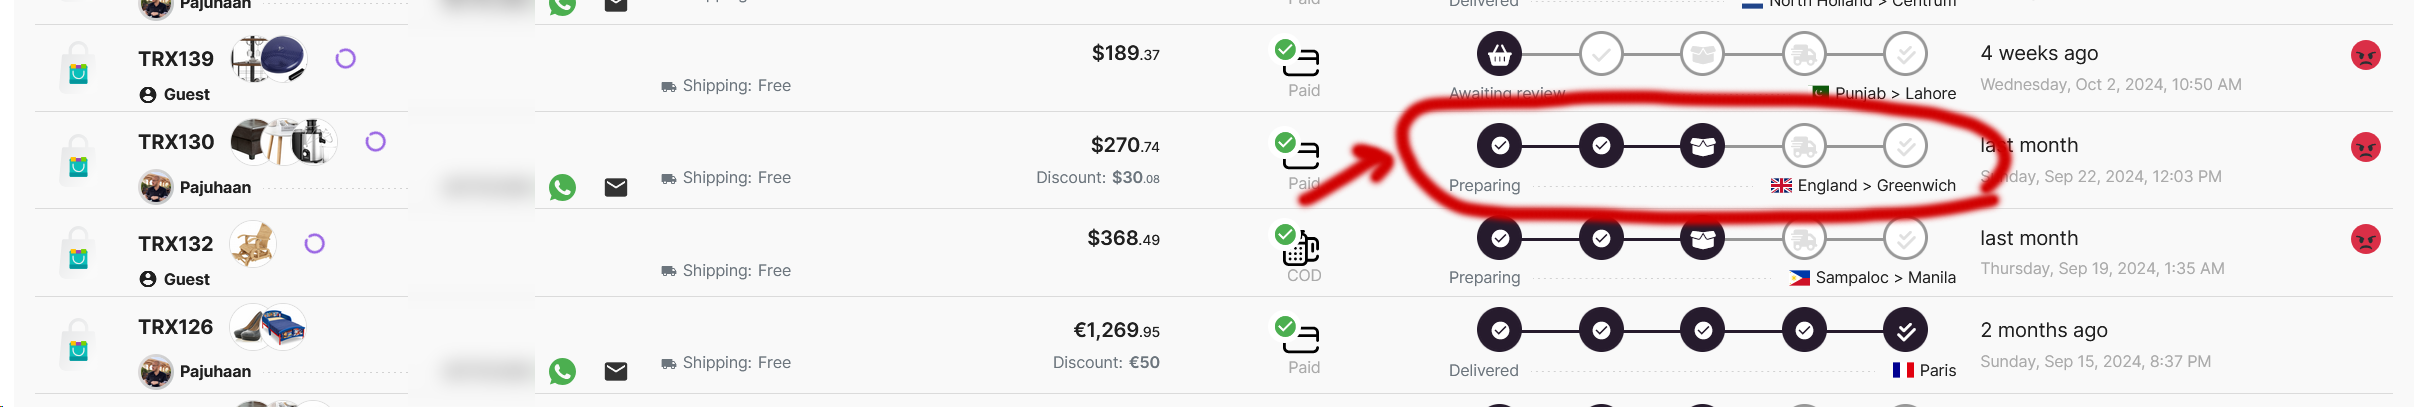 Pajuhaan
Shipping: Free
Paid
Delivered
North Holland > Centrum
TRX139
$189.37
4 weeks ago
Guest
Shipping: Free
Paid
Awaiting review
Punjab > Lahore
Wednesday, Oct 2, 2024, 10:50 AM
TRX130
$270.74
last month
Pajuhaan
Shipping: Free
Discount: $30.08
Paid
Preparing
England > Greenwich
Sunday, Sep 22, 2024, 12:03 PM
TRX132
$368.49
last month
Guest
Shipping: Free
COD
Preparing
Sampaloc > Manila
Thursday, Sep 19, 2024, 1:35 AM
TRX126
€1,269.95
2 months ago
Pajuhaan
Shipping: Free
Discount: €50
Paid
Delivered
Paris
Sunday, Sep 15, 2024, 8:37 PM